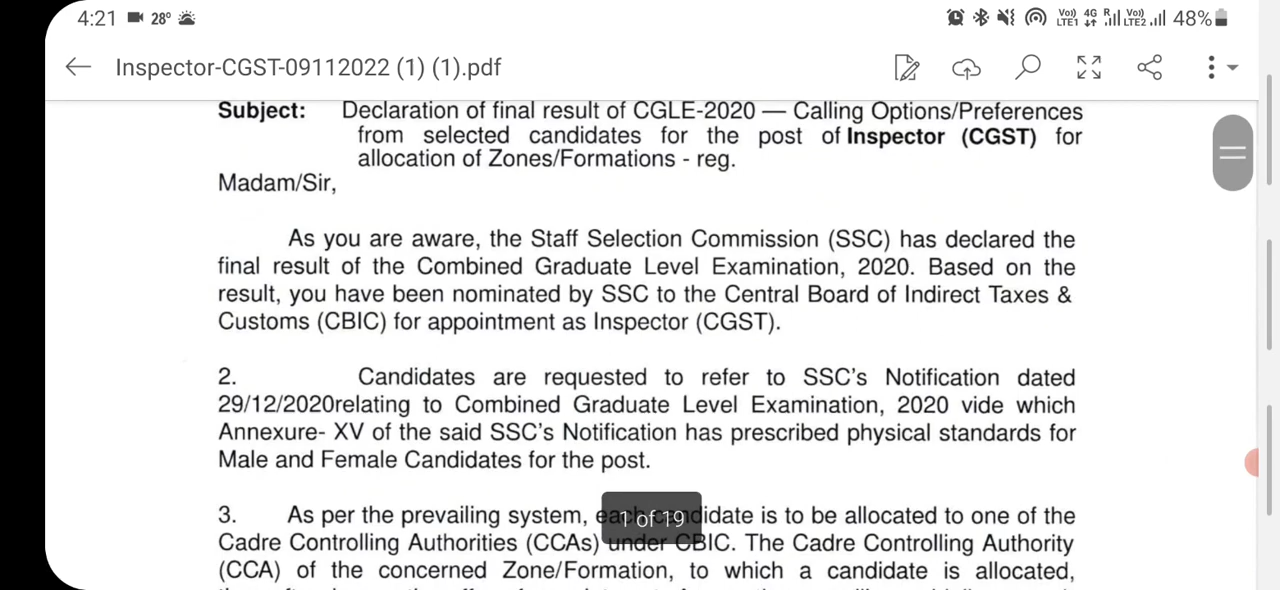 4:21 28° Vo)) LTE1 4G R Vo)) LTE2 48%
Inspector-CGST-09112022 (1) (1).pdf
Subject: Declaration of final result of CGLE-2020 — Calling Options/Preferences
from selected candidates for the post of Inspector (CGST) for
allocation of Zones/Formations - reg.
Madam/Sir,
As you are aware, the Staff Selection Commission (SSC) has declared the
final result of the Combined Graduate Level Examination, 2020. Based on the
result, you have been nominated by SSC to the Central Board of Indirect Taxes &
Customs (CBIC) for appointment as Inspector (CGST).
2. Candidates are requested to refer to SSC's Notification dated
29/12/2020relating to Combined Graduate Level Examination, 2020 vide which
Annexure- XV of the said SSC's Notification has prescribed physical standards for
Male and Female Candidates for the post.
3. As per the prevailing system, each candidate is to be allocated to one of the
1 of 19
Cadre Controlling Authorities (CCAs) under CBIC. The Cadre Controlling Authority
(CCA) of the concerned Zone/Formation, to which a candidate is allocated,